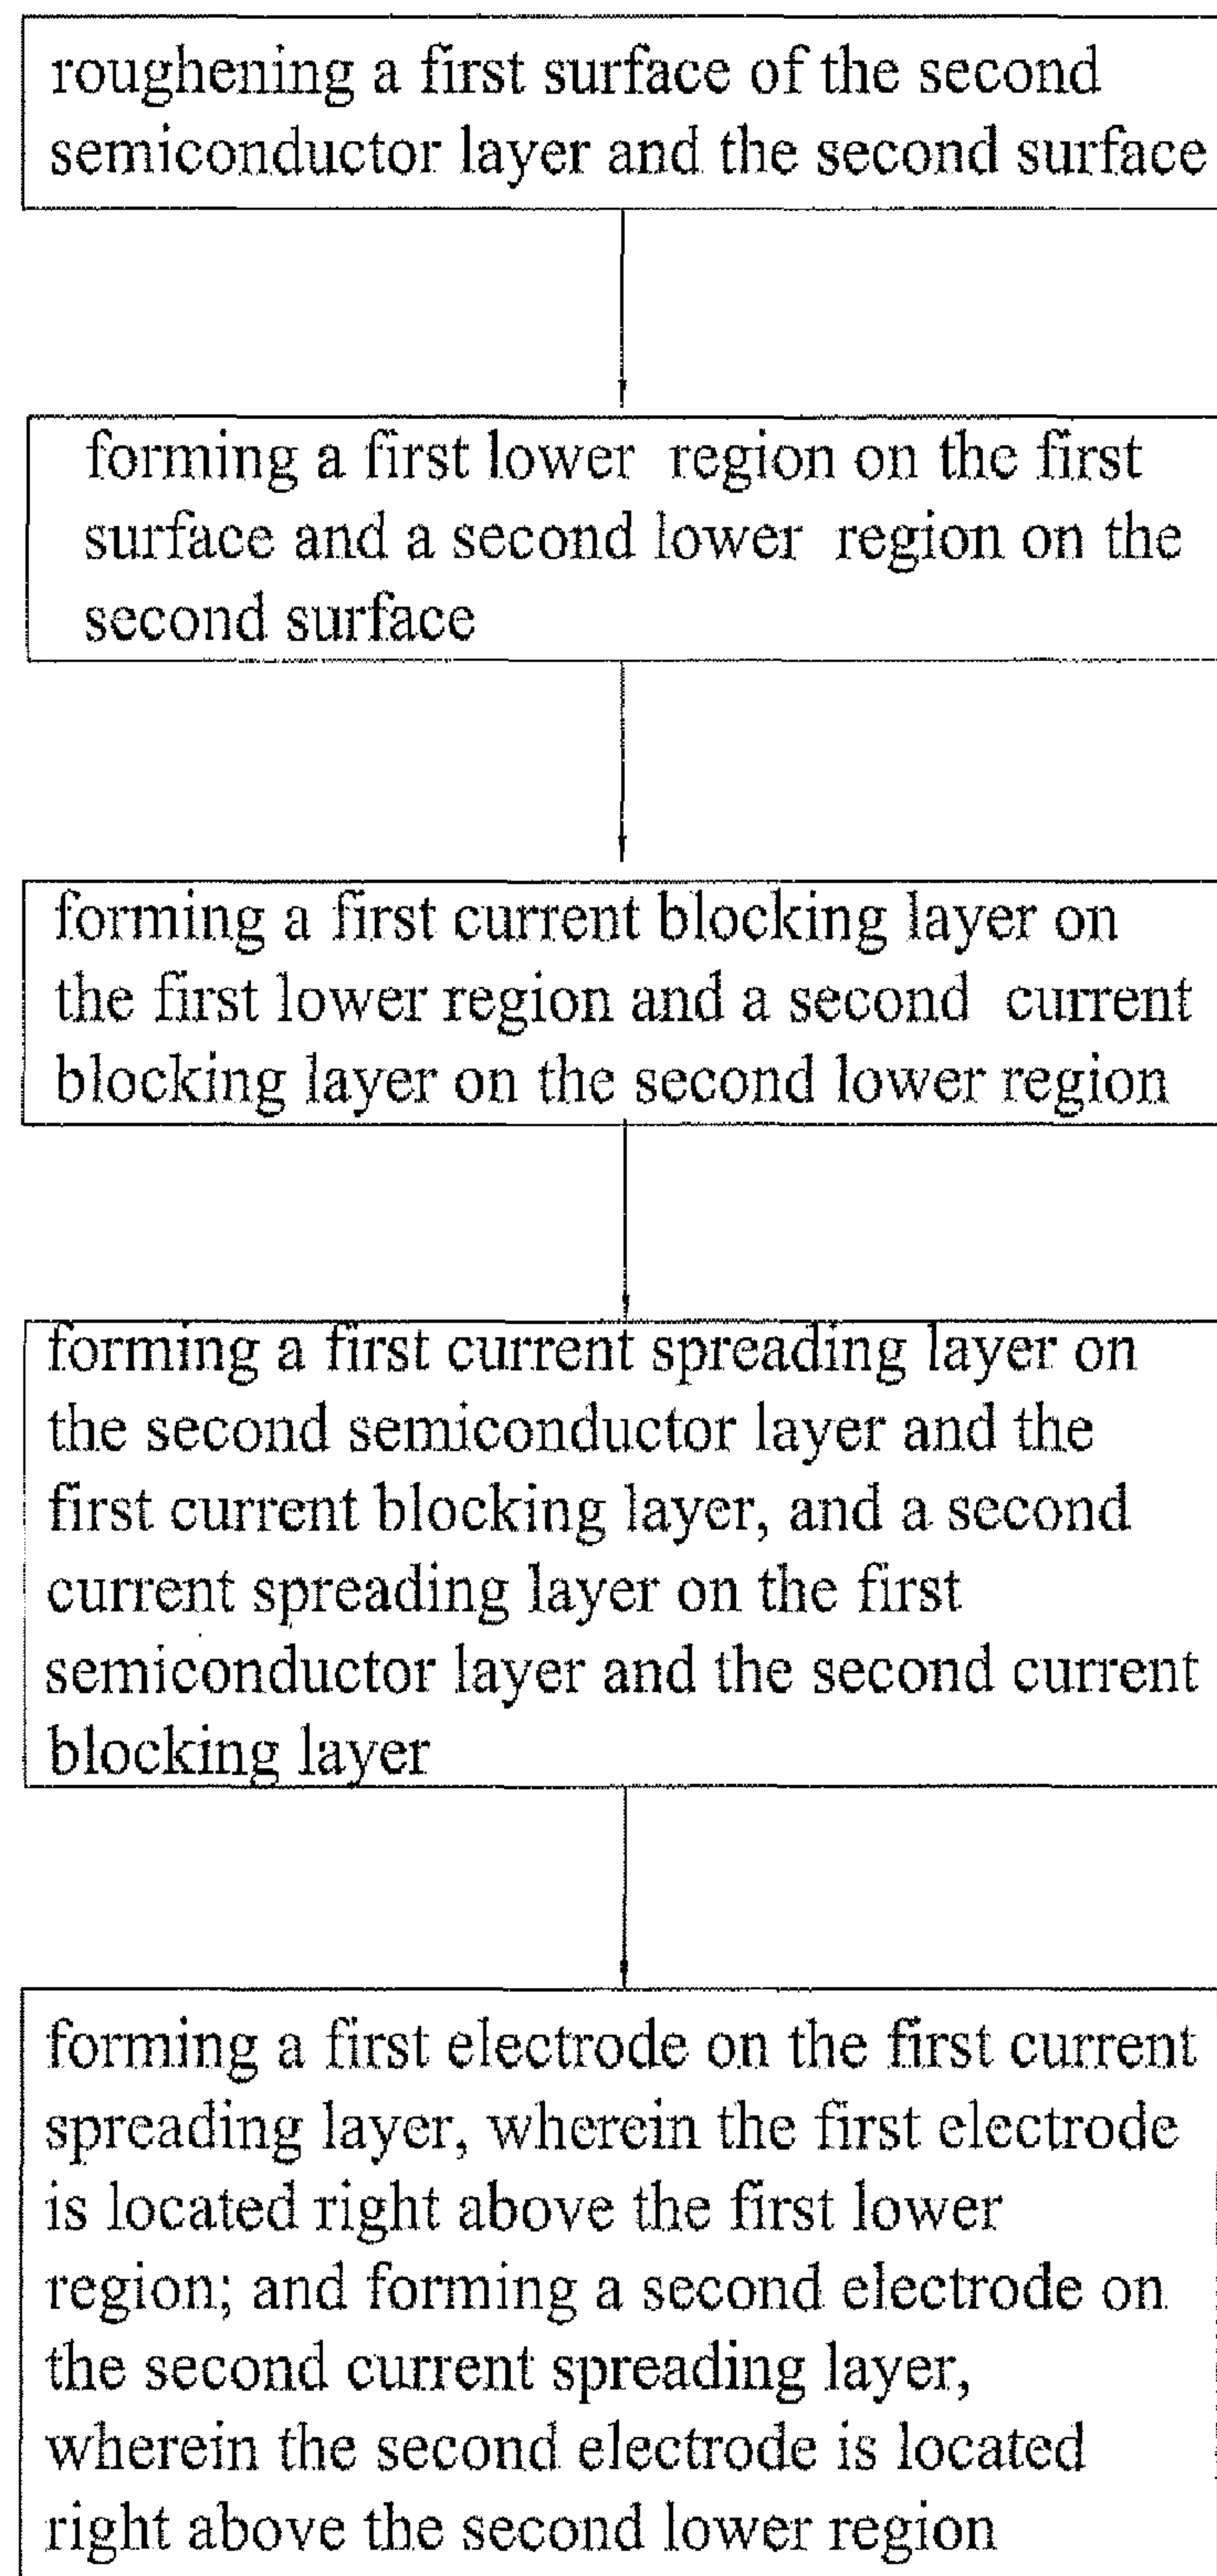 roughening a first surface of the second
semiconductor layer and the second surface
forming a first lower region on the first
surface and a second lower region on the
second surface
forming a first current blocking layer on
the first lower region and a second current
blocking layer on the second lower region
forming a first current spreading layer on
the second semiconductor layer and the
first current blocking layer, and a second
current spreading layer on the first
semiconductor layer and the second current
blocking layer
forming a first electrode on the first current
spreading layer, wherein the first electrode
is located right above the first lower
region; and forming a second electrode on
the second current spreading layer,
wherein the second electrode is located
right above the second lower region